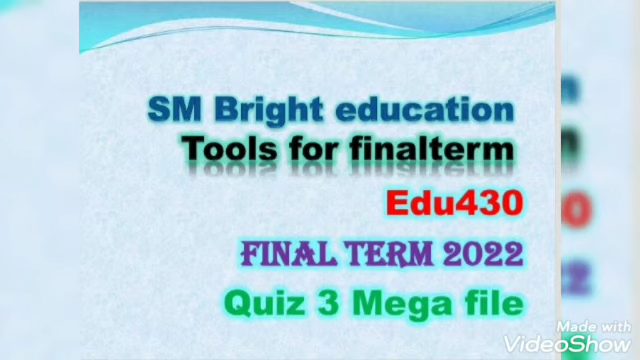 SM Bright education
Tools for finalterm
Edu430
FINAL TERM 2022
Quiz 3 Mega file
Made with
VideoShow